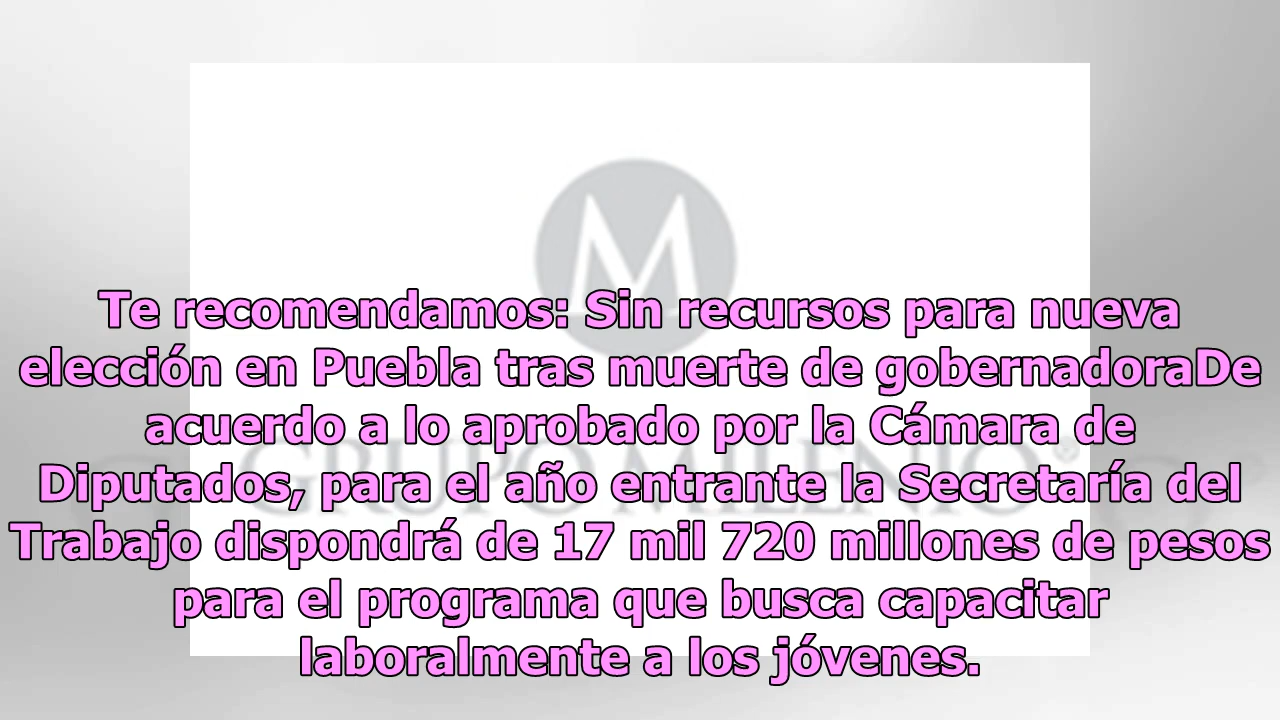 M
Te recomendamos: Sin recursos para nueva
elección en Puebla tras muerte de gobernadoraDe
acuerdo a lo aprobado por la Cámara de
Diputados, para el año entrante la Secretaría del
Trabajo dispondrá de 17 mil 720 millones de pesos
para el programa que busca capacitar
laboralmente a los jóvenes.
GRUPO MILENIO®